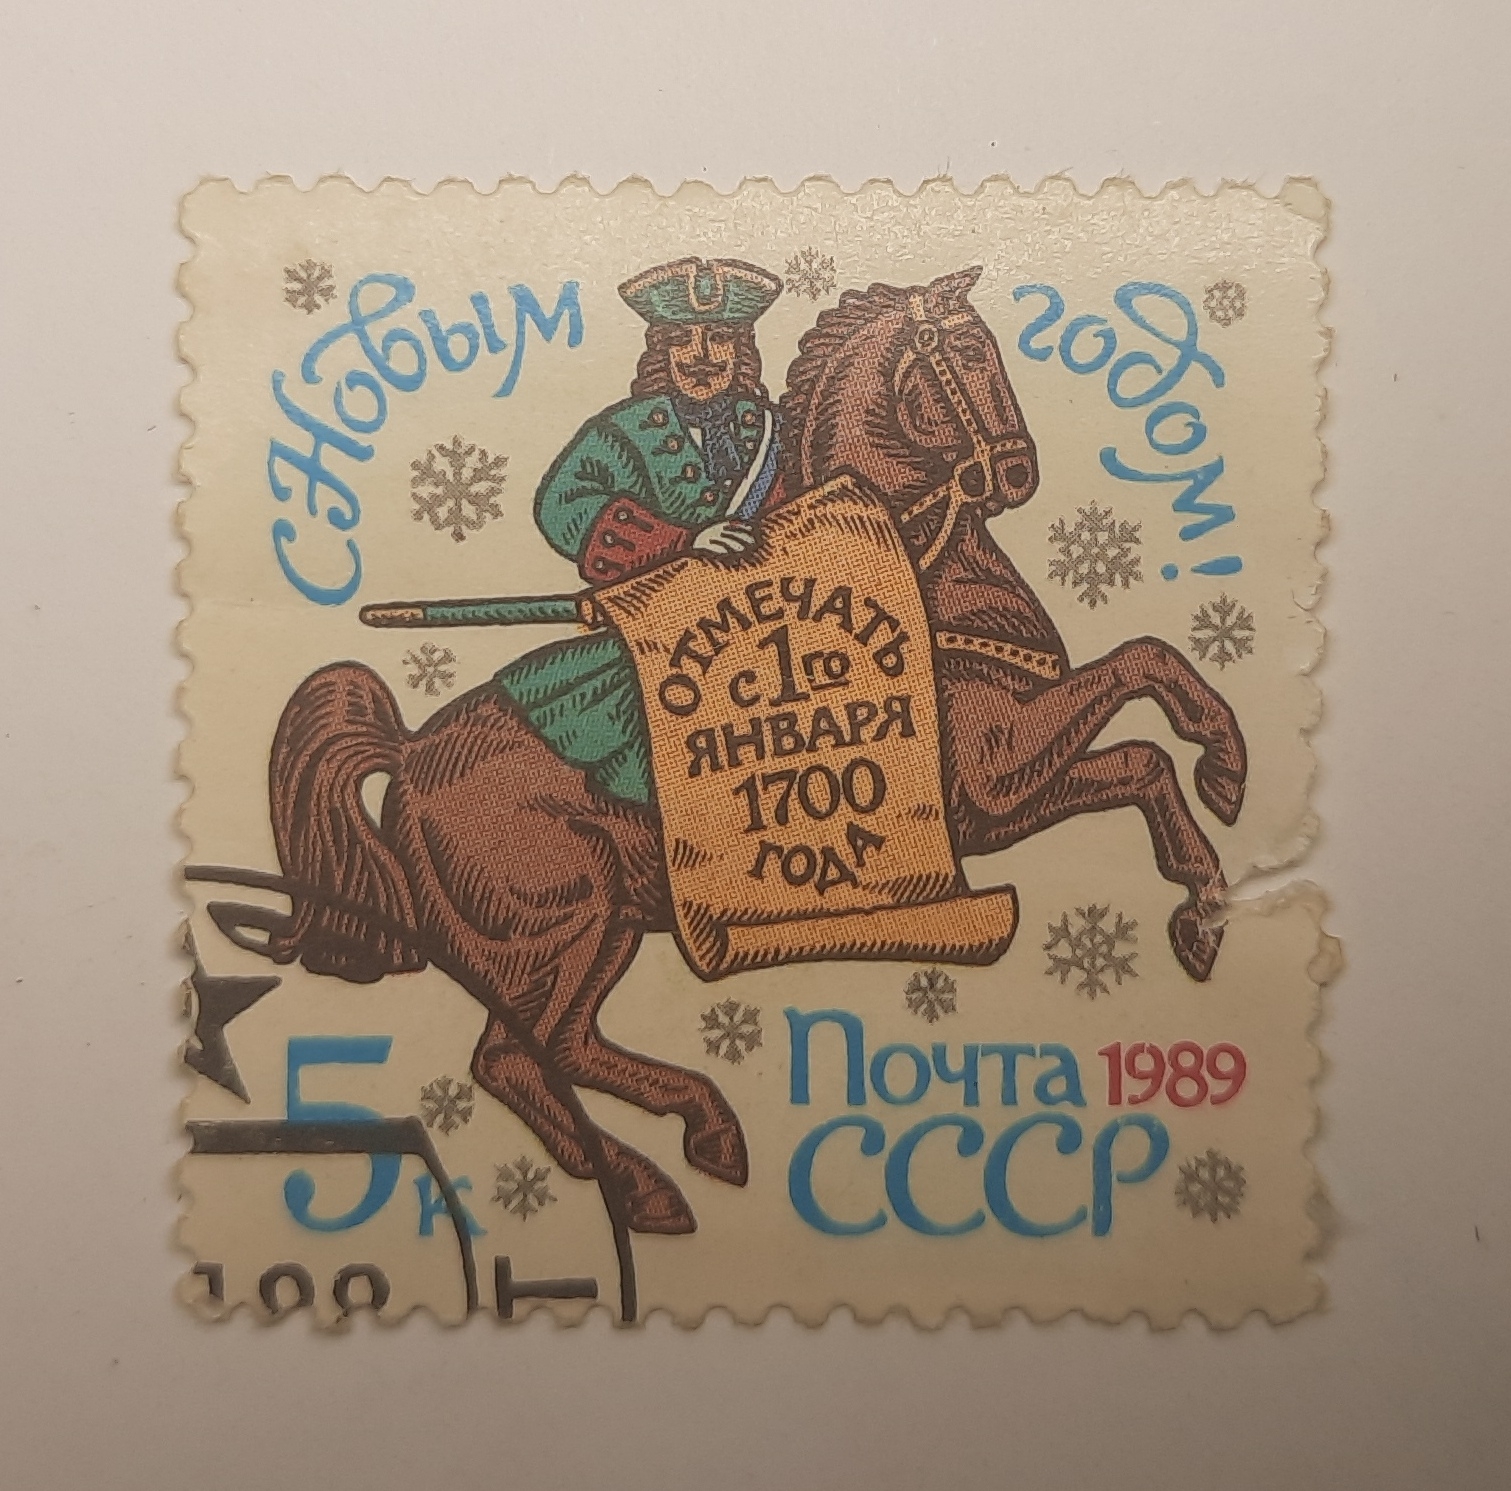 С Новым годом!
ОТМЕЧАТЬ
с 1го
ЯНВАРЯ
1700
ГОДА
5к
Почта 1989
СССР
Т